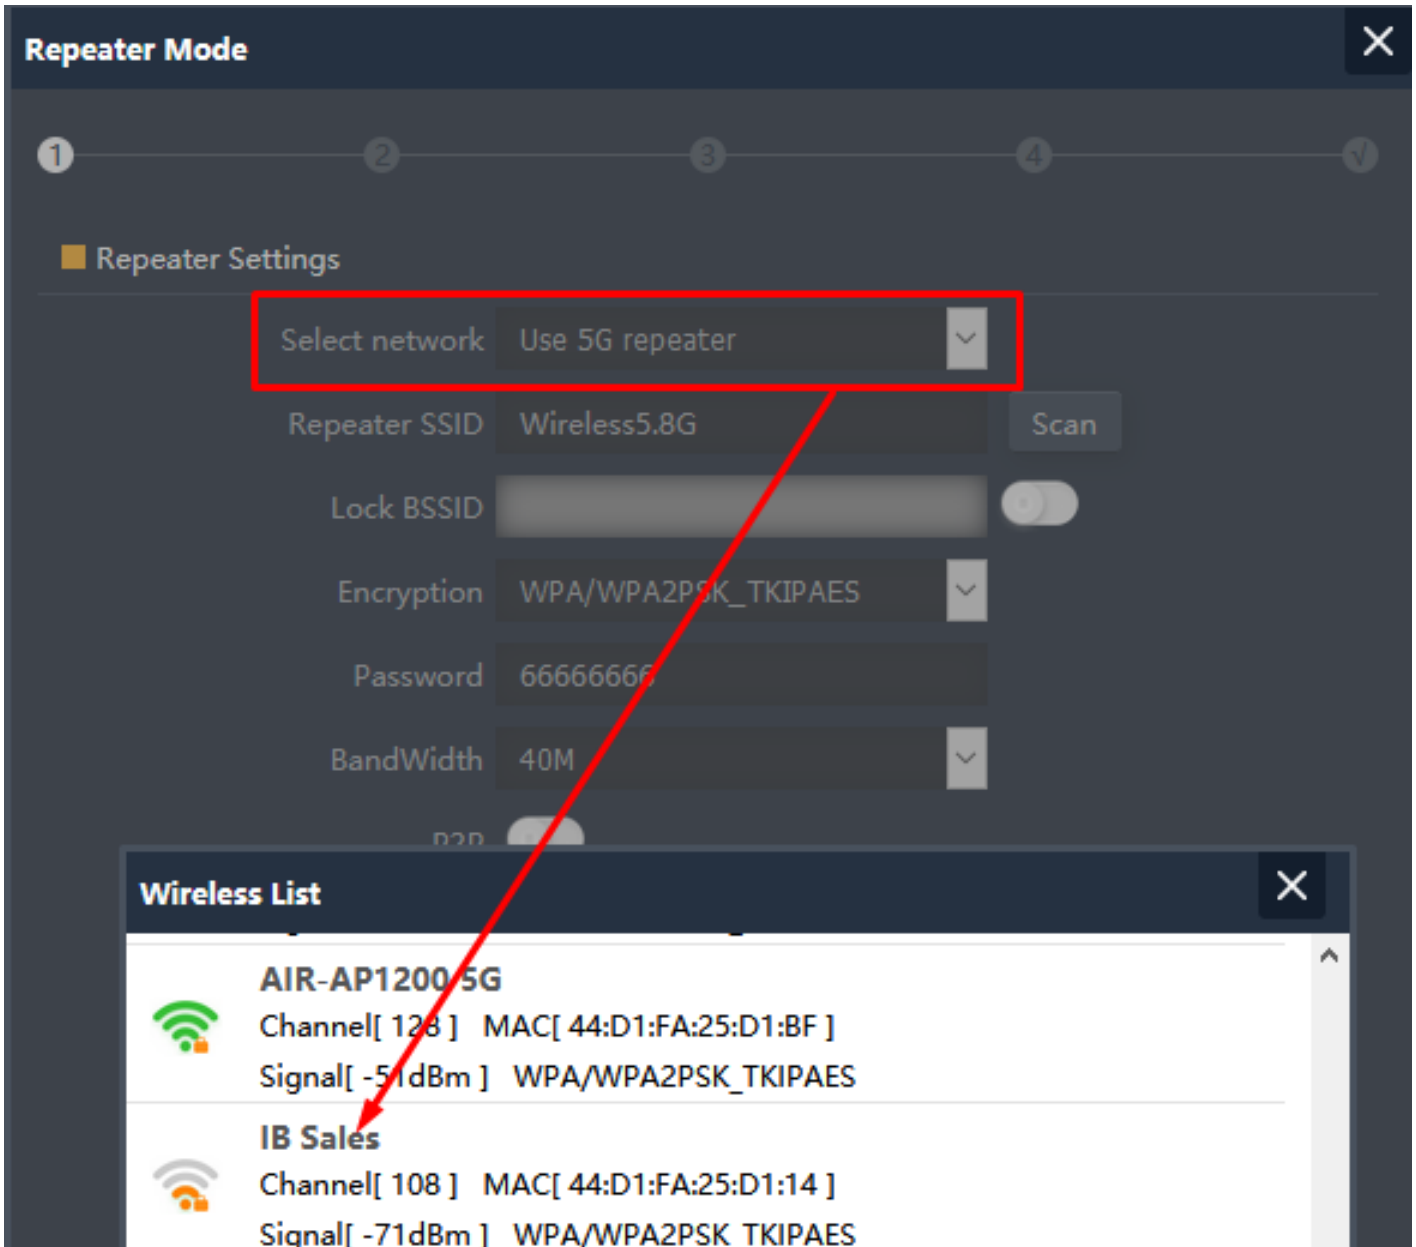 Repeater Mode
1 2 3 4 √
Repeater Settings
Select network Use 5G repeater
Repeater SSID Wireless5.8G Scan
Lock BSSID
Encryption WPA/WPA2PSK_TKIPAES
Password 66666666
BandWidth 40M
P2P
Wireless List
AIR-AP1200-5G
Channel[ 128 ] MAC[ 44:D1:FA:25:D1:BF ]
Signal[ -51dBm ] WPA/WPA2PSK_TKIPAES
IB Sales
Channel[ 108 ] MAC[ 44:D1:FA:25:D1:14 ]
Signal[ -71dBm ] WPA/WPA2PSK_TKIPAES